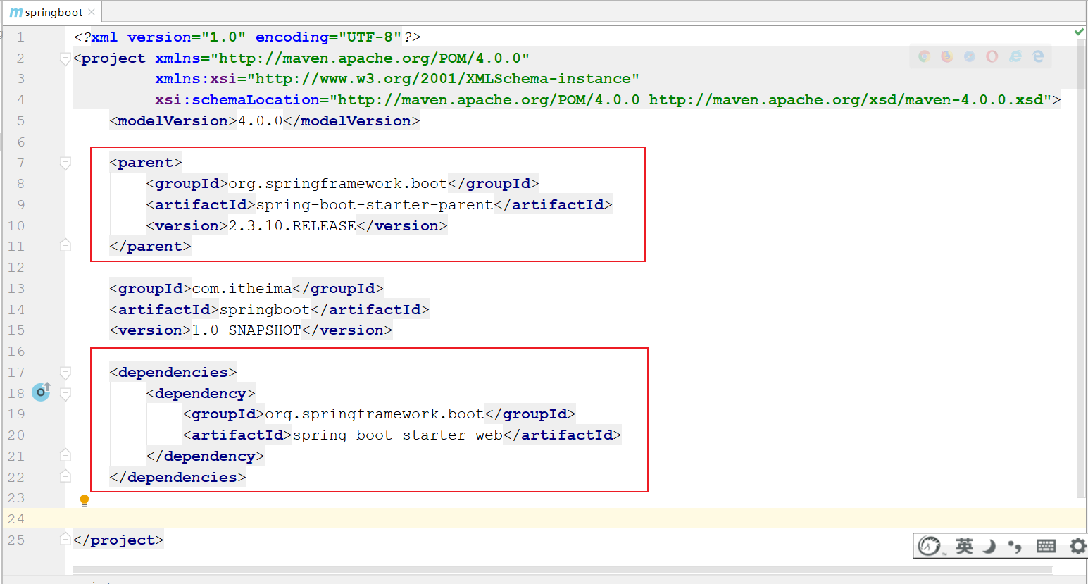 springboot
1 <?xml version="1.0" encoding="UTF-8"?>
2 <project xmlns="http://maven.apache.org/POM/4.0.0"
3 xmlns:xsi="http://www.w3.org/2001/XMLSchema-instance"
4 xsi:schemaLocation="http://maven.apache.org/POM/4.0.0 http://maven.apache.org/xsd/maven-4.0.0.xsd">
5 <modelVersion>4.0.0</modelVersion>
6
7 <parent>
8 <groupId>org.springframework.boot</groupId>
9 <artifactId>spring-boot-starter-parent</artifactId>
10 <version>2.3.10.RELEASE</version>
11 </parent>
12
13 <groupId>com.itheima</groupId>
14 <artifactId>springboot</artifactId>
15 <version>1.0 SNAPSHOT</version>
16
17 <dependencies>
18 <dependency>
19 <groupId>org.springframework.boot</groupId>
20 <artifactId>spring boot starter web</artifactId>
21 </dependency>
22 </dependencies>
23
24
25 </project>
英